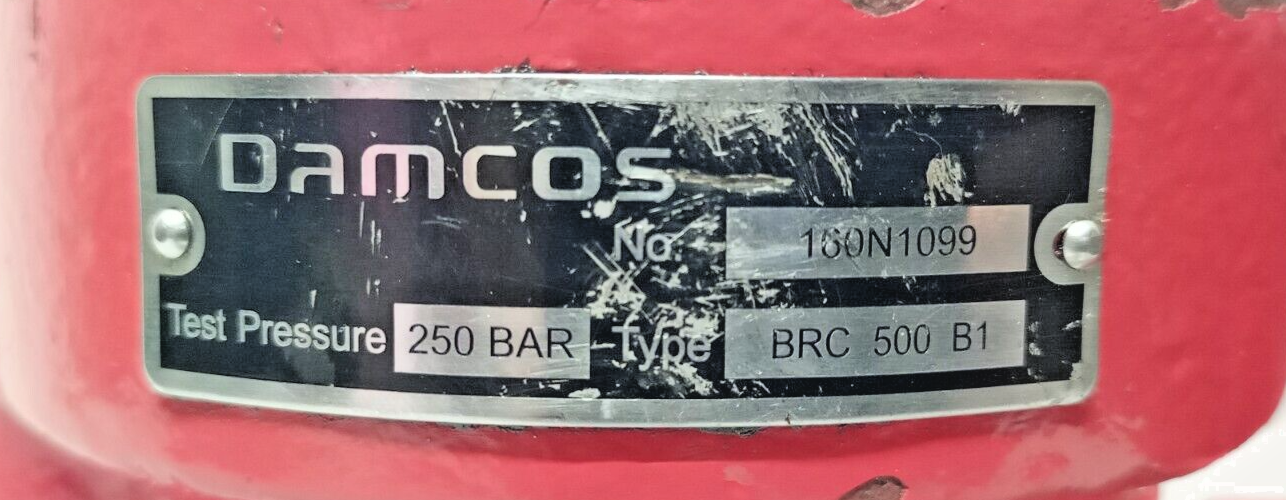 Damcos
No. 160N1099
Test Pressure 250 BAR Type BRC 500 B1